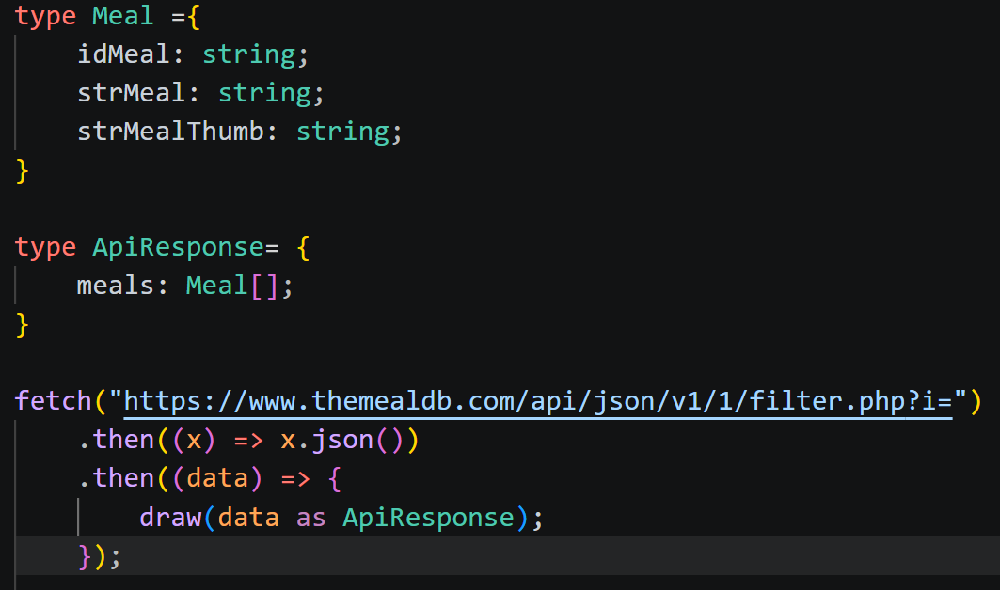 type Meal ={
    idMeal: string;
    strMeal: string;
    strMealThumb: string;
}

type ApiResponse= {
    meals: Meal[];
}

fetch("https://www.themealdb.com/api/json/v1/1/filter.php?i=")
    .then((x) => x.json())
    .then((data) => {
        draw(data as ApiResponse);
    });